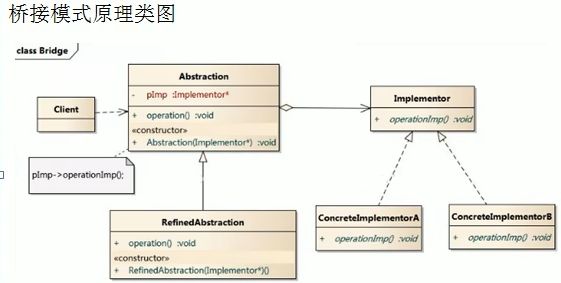 桥接模式原理类图
class Bridge
Abstraction
- pImp :Implementor*
+ operation() :void
«constructor»
+ Abstraction(Implementor*) :void
Client
Implementor
+ operationImp() :void
pImp->operationImp();
RefinedAbstraction
+ operation() :void
«constructor»
+ RefinedAbstraction(Implementor*)()
ConcreteImplementorA
+ operationImp() :void
ConcreteImplementorB
+ operationImp() :void